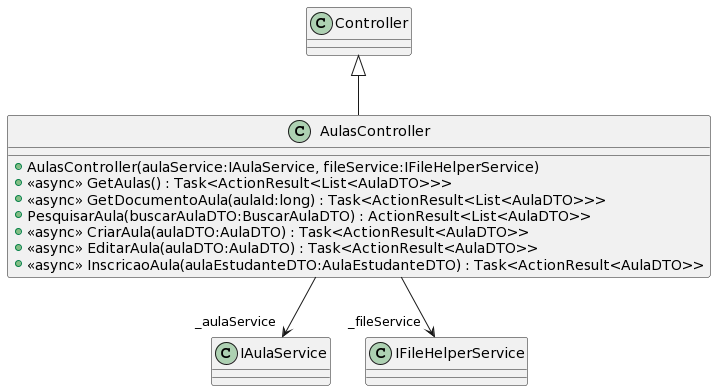 C Controller
C AulasController
AulasController(aulaService:IAulaService, fileService:IFileHelperService)
«async» GetAulas() : Task<ActionResult<List<AulaDTO>>>
«async» GetDocumentoAula(aulaId:long) : Task<ActionResult<List<AulaDTO>>>
PesquisarAula(buscarAulaDTO:BuscarAulaDTO) : ActionResult<List<AulaDTO>>
«async» CriarAula(aulaDTO:AulaDTO) : Task<ActionResult<AulaDTO>>
«async» EditarAula(aulaDTO:AulaDTO) : Task<ActionResult<AulaDTO>>
«async» InscricaoAula(aulaEstudanteDTO:AulaEstudanteDTO) : Task<ActionResult<AulaDTO>>
_aulaService
_fileService
C IAulaService
C IFileHelperService